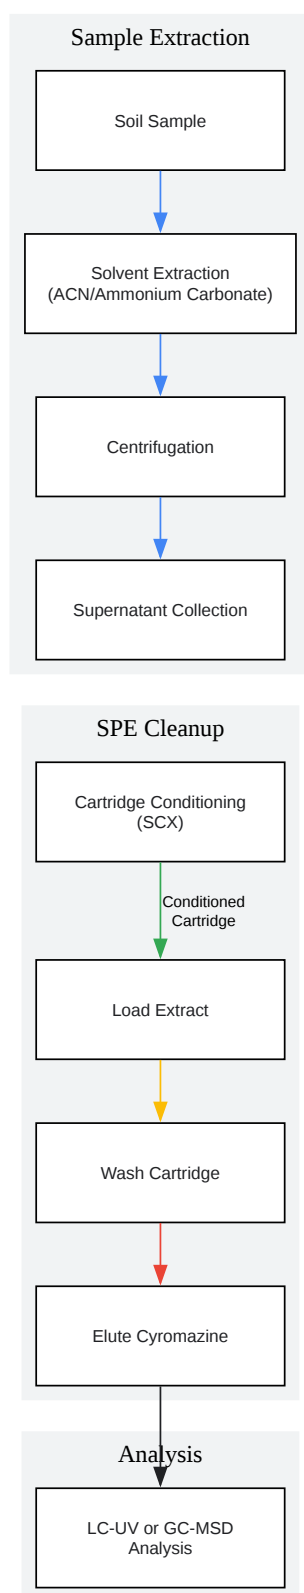 Sample Extraction
Soil Sample
Solvent Extraction
(ACN/Ammonium Carbonate)
Centrifugation
Supernatant Collection
SPE Cleanup
Cartridge Conditioning
(SCX)
Conditioned
Cartridge
Load Extract
Wash Cartridge
Elute Cyromazine
Analysis
LC-UV or GC-MSD
Analysis